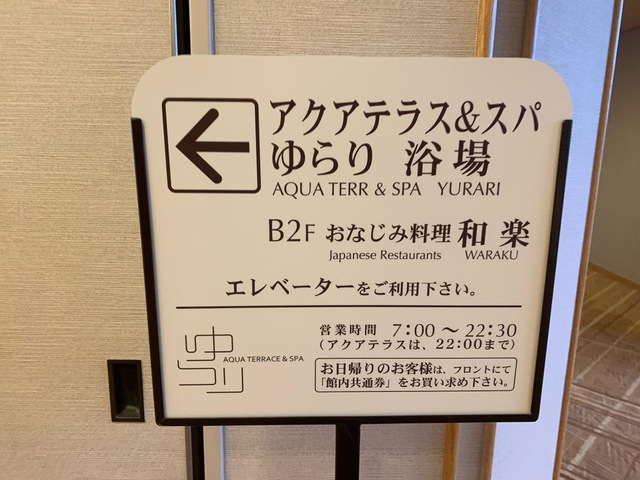 アクアテラス&スパ
ゆらり 浴場
AQUA TERR & SPA YURARI
B2F おなじみ料理 和楽
Japanese Restaurants WARAKU
エレベーターをご利用下さい。
ゆらり
AQUA TERRACE & SPA
営業時間 7:00～22:30
(アクアテラスは、22:00まで)
お日帰りのお客様は、フロントにて
「館内共通券」をお買い求め下さい。